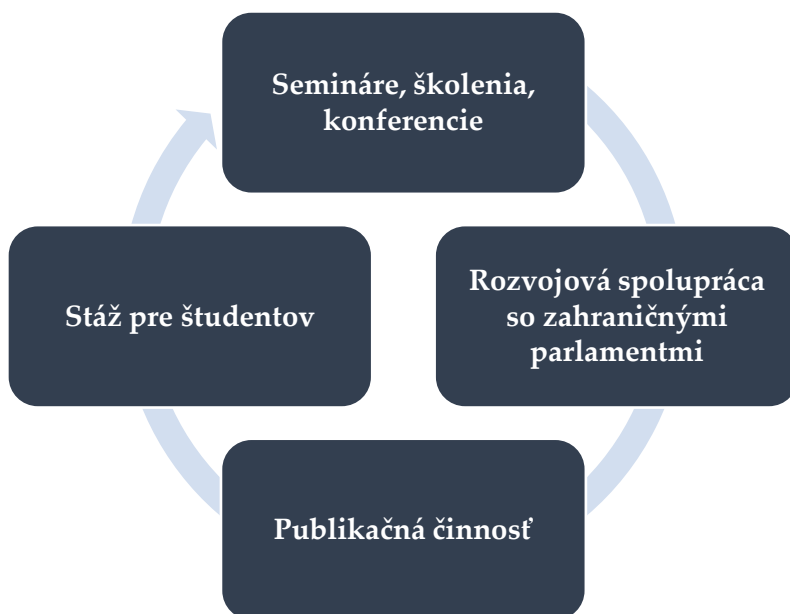 Semináre, školenia,
konferencie
Rozvojová spolupráca
so zahraničnými
parlamentmi
Publikačná činnosť
Stáž pre študentov